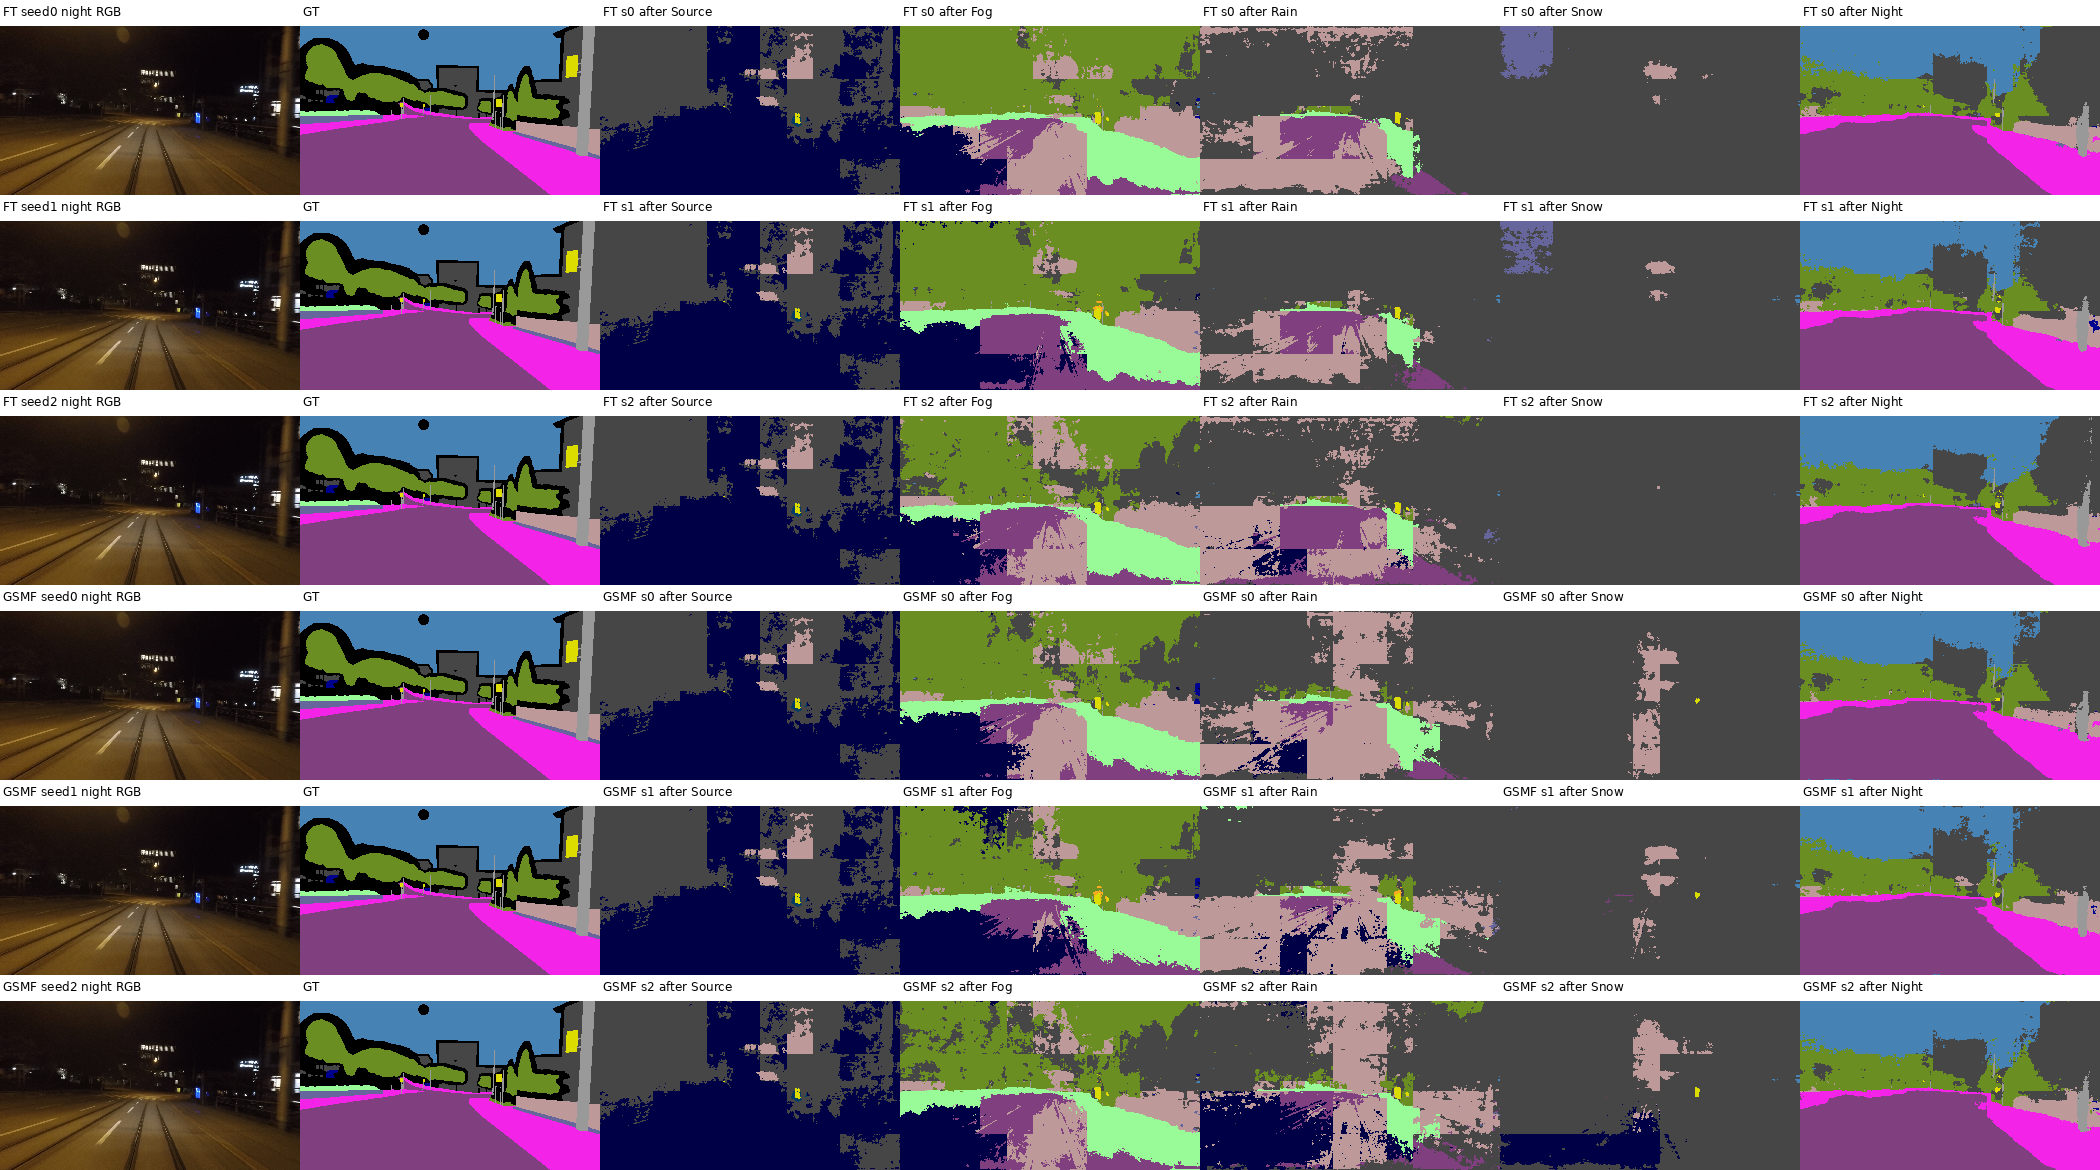 FT seed0 night RGB GT FT s0 after Source FT s0 after Fog FT s0 after Rain FT s0 after Snow FT s0 after Night
FT seed1 night RGB GT FT s1 after Source FT s1 after Fog FT s1 after Rain FT s1 after Snow FT s1 after Night
FT seed2 night RGB GT FT s2 after Source FT s2 after Fog FT s2 after Rain FT s2 after Snow FT s2 after Night
GSMF seed0 night RGB GT GSMF s0 after Source GSMF s0 after Fog GSMF s0 after Rain GSMF s0 after Snow GSMF s0 after Night
GSMF seed1 night RGB GT GSMF s1 after Source GSMF s1 after Fog GSMF s1 after Rain GSMF s1 after Snow GSMF s1 after Night
GSMF seed2 night RGB GT GSMF s2 after Source GSMF s2 after Fog GSMF s2 after Rain GSMF s2 after Snow GSMF s2 after Night